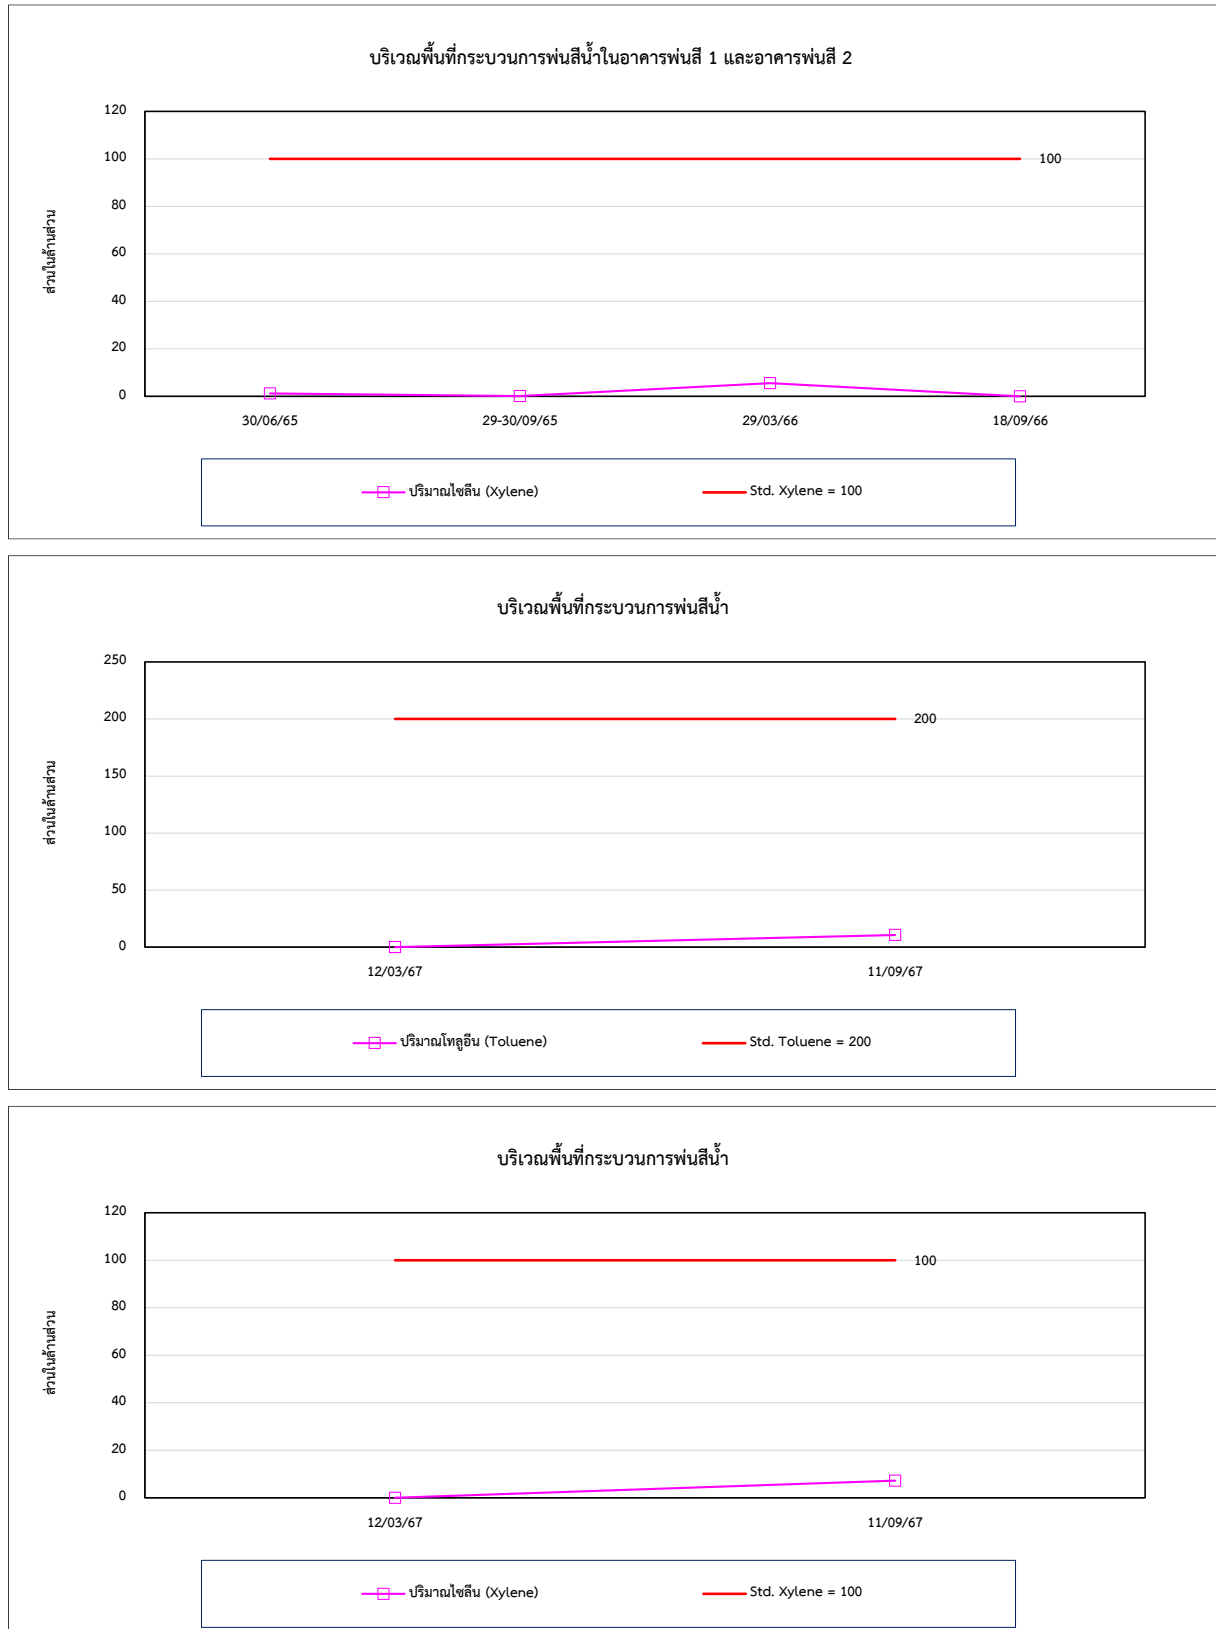 บริเวณพื้นที่กระบวนการพ่นสีน้ำในอาคารพ่นสี 1 และอาคารพ่นสี 2
ส่วนในล้านส่วน
120
100
80
60
40
20
0
100
30/06/65 29-30/09/65 29/03/66 18/09/66
ปริมาณไซลีน (Xylene) Std. Xylene = 100
บริเวณพื้นที่กระบวนการพ่นสีน้ำ
ส่วนในล้านส่วน
250
200
150
100
50
0
200
12/03/67 11/09/67
ปริมาณโทลูอีน (Toluene) Std. Toluene = 200
บริเวณพื้นที่กระบวนการพ่นสีน้ำ
ส่วนในล้านส่วน
120
100
80
60
40
20
0
100
12/03/67 11/09/67
ปริมาณไซลีน (Xylene) Std. Xylene = 100